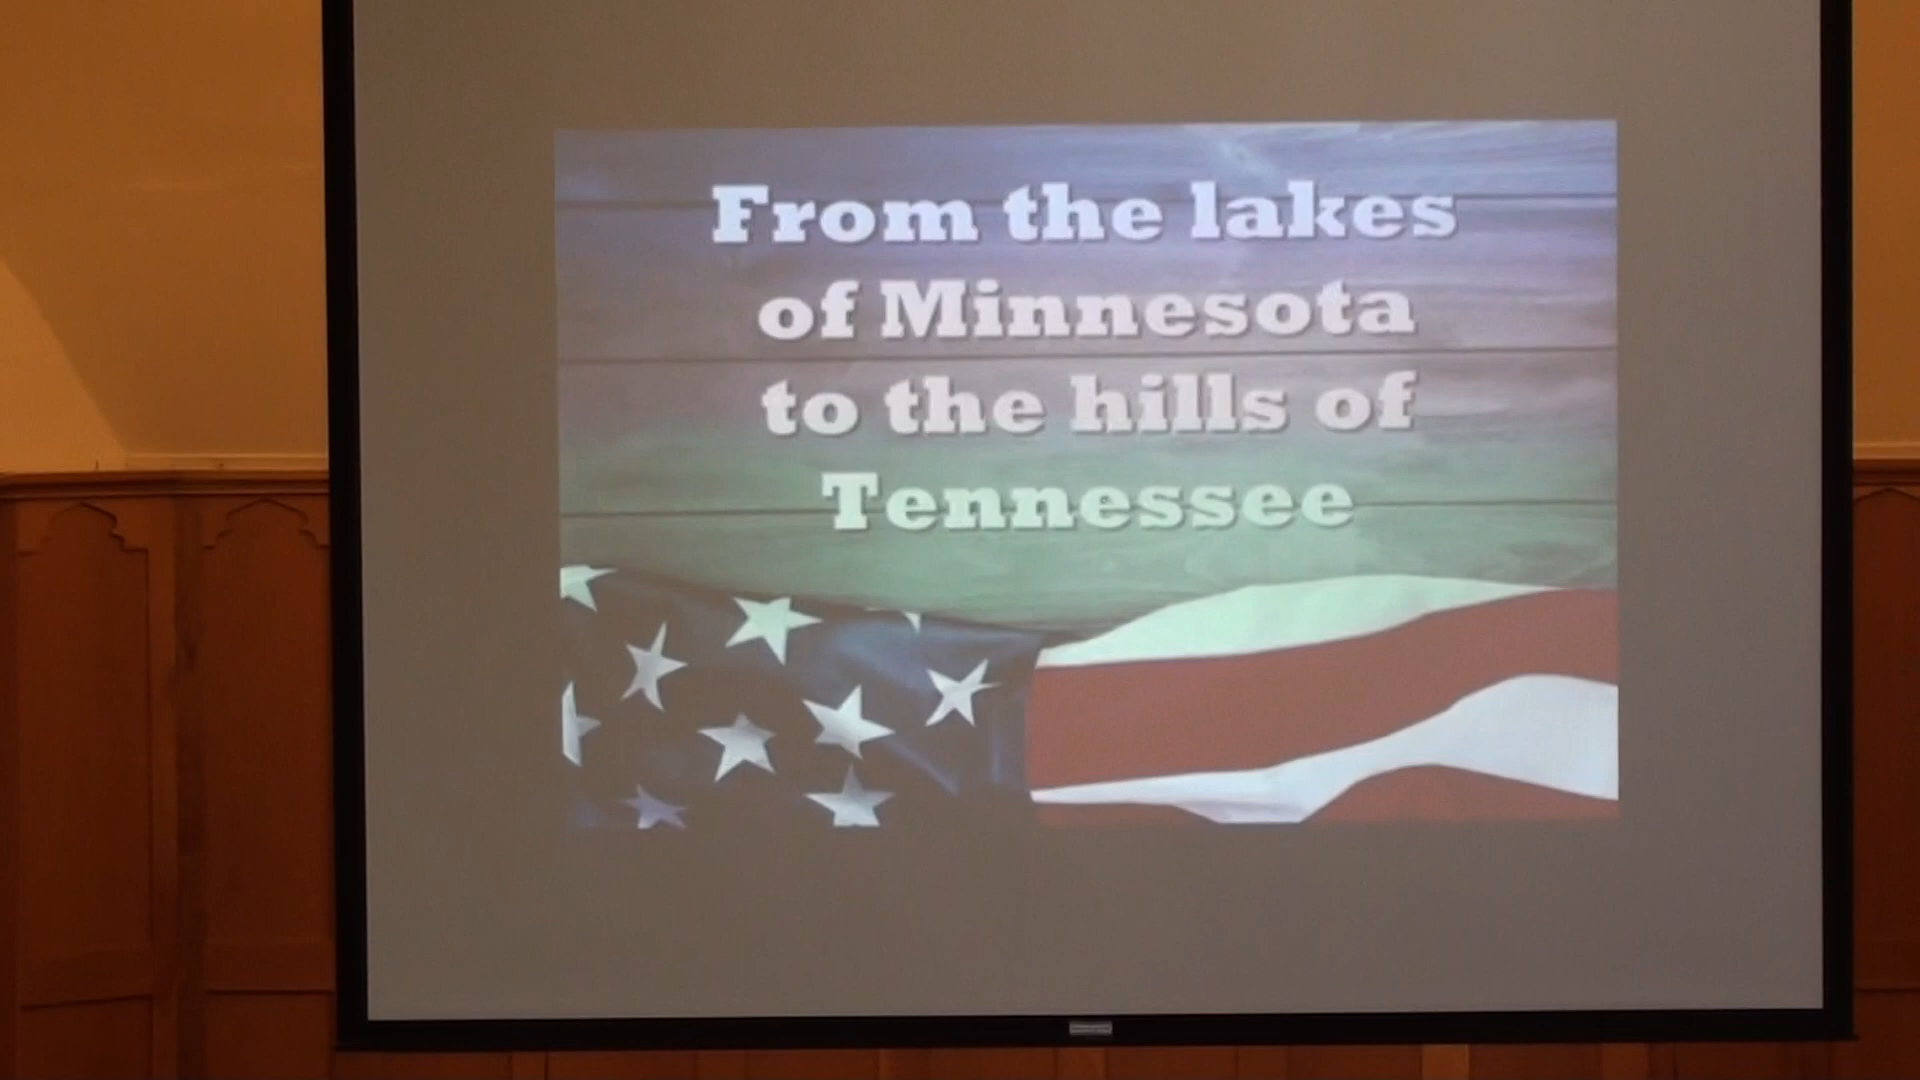 From the lakes
of Minnesota
to the hills of
Tennessee